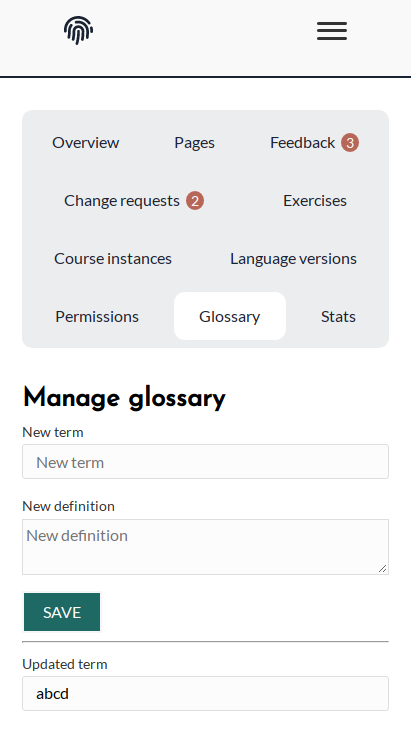 Overview Pages Feedback 3
Change requests 2 Exercises
Course instances Language versions
Permissions Glossary Stats
Manage glossary
New term
New term
New definition
New definition
SAVE
Updated term
abcd